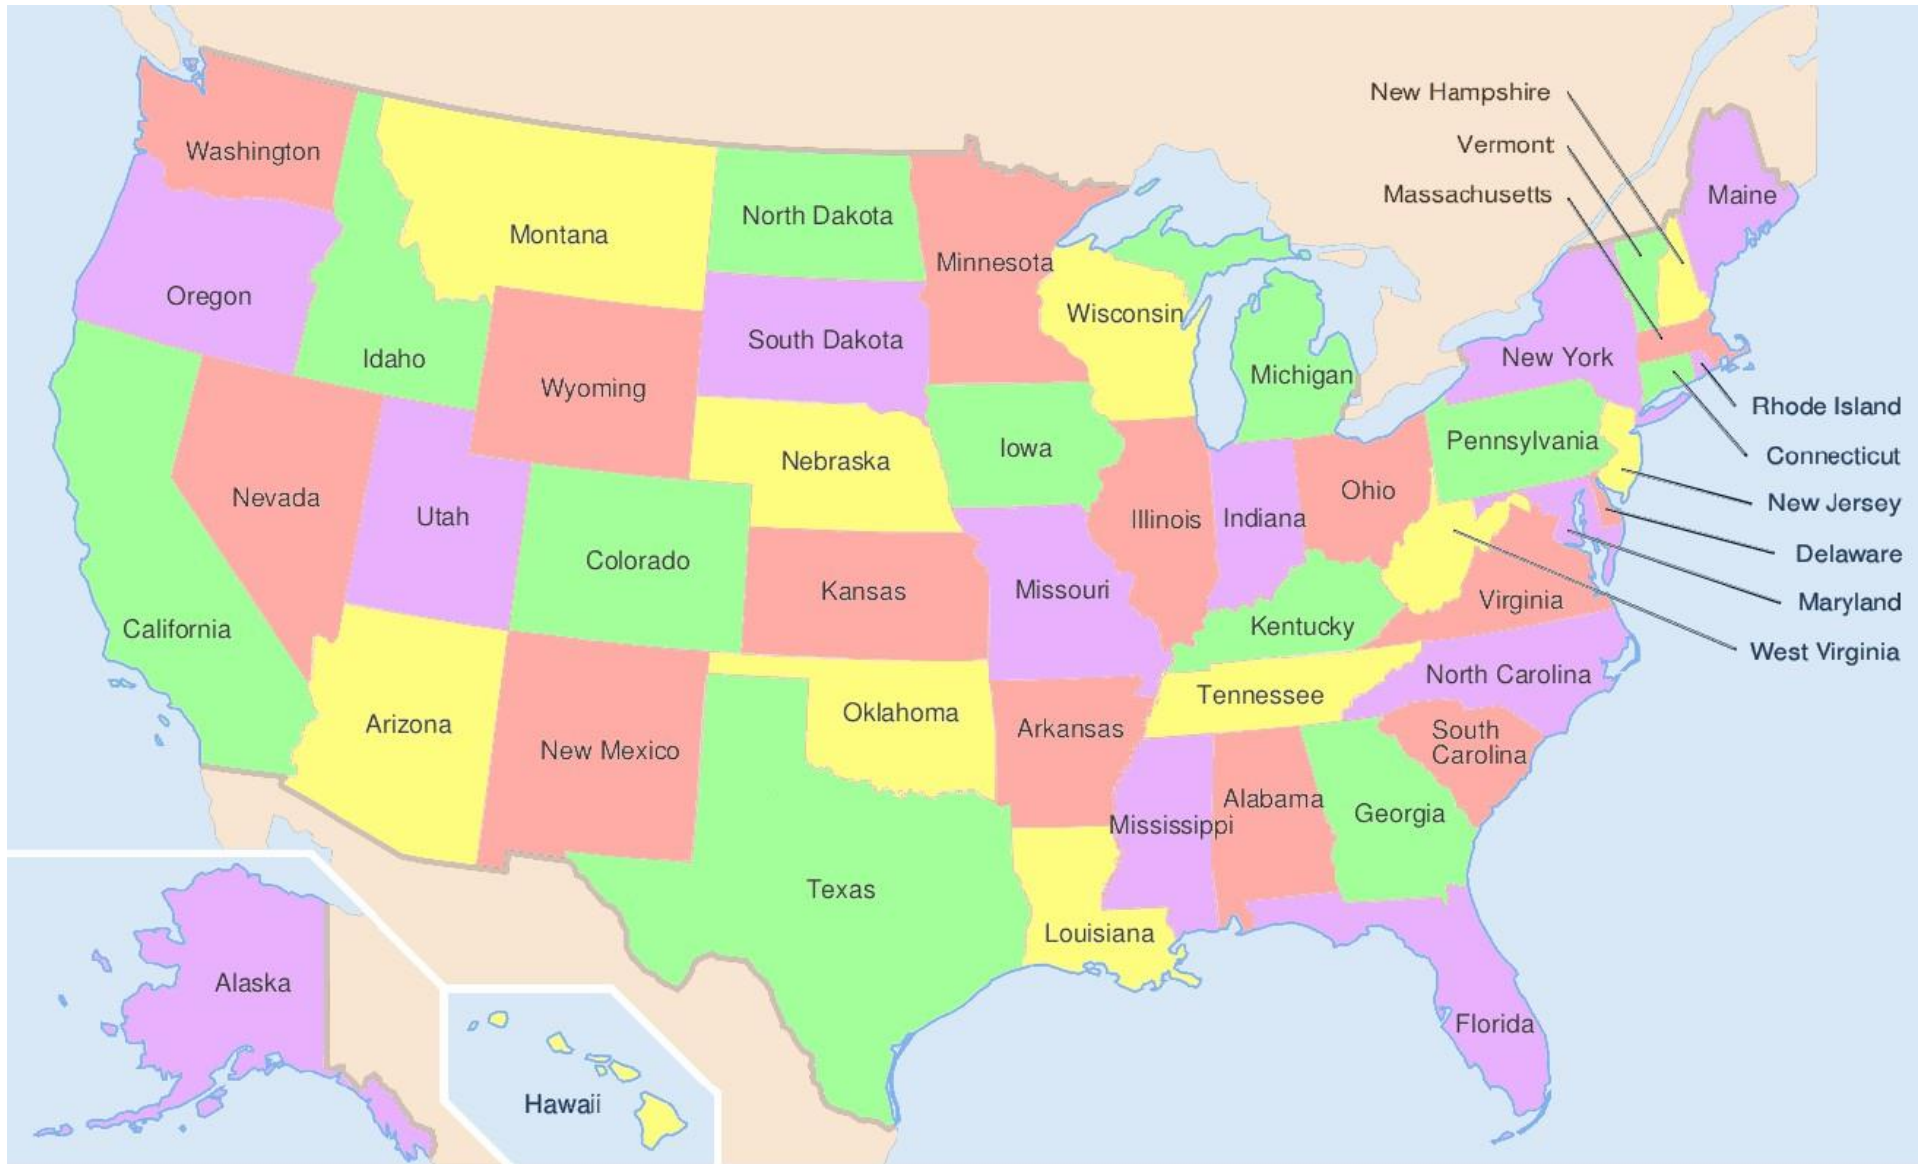 New Hampshire
Vermont
Massachusetts
Maine
Washington
Montana
North Dakota
Minnesota
Oregon
Idaho
Wisconsin
South Dakota
Wyoming
Michigan
New York
Rhode Island
Pennsylvania
Connecticut
Iowa
Nebraska
Nevada
Utah
Ohio
New Jersey
Illinois
Indiana
Colorado
Kansas
Missouri
Delaware
Maryland
Virginia
California
Kentucky
West Virginia
North Carolina
Tennessee
Arizona
New Mexico
Oklahoma
Arkansas
South
Carolina
Alabama
Mississippi
Georgia
Texas
Louisiana
Alaska
Florida
Hawaii